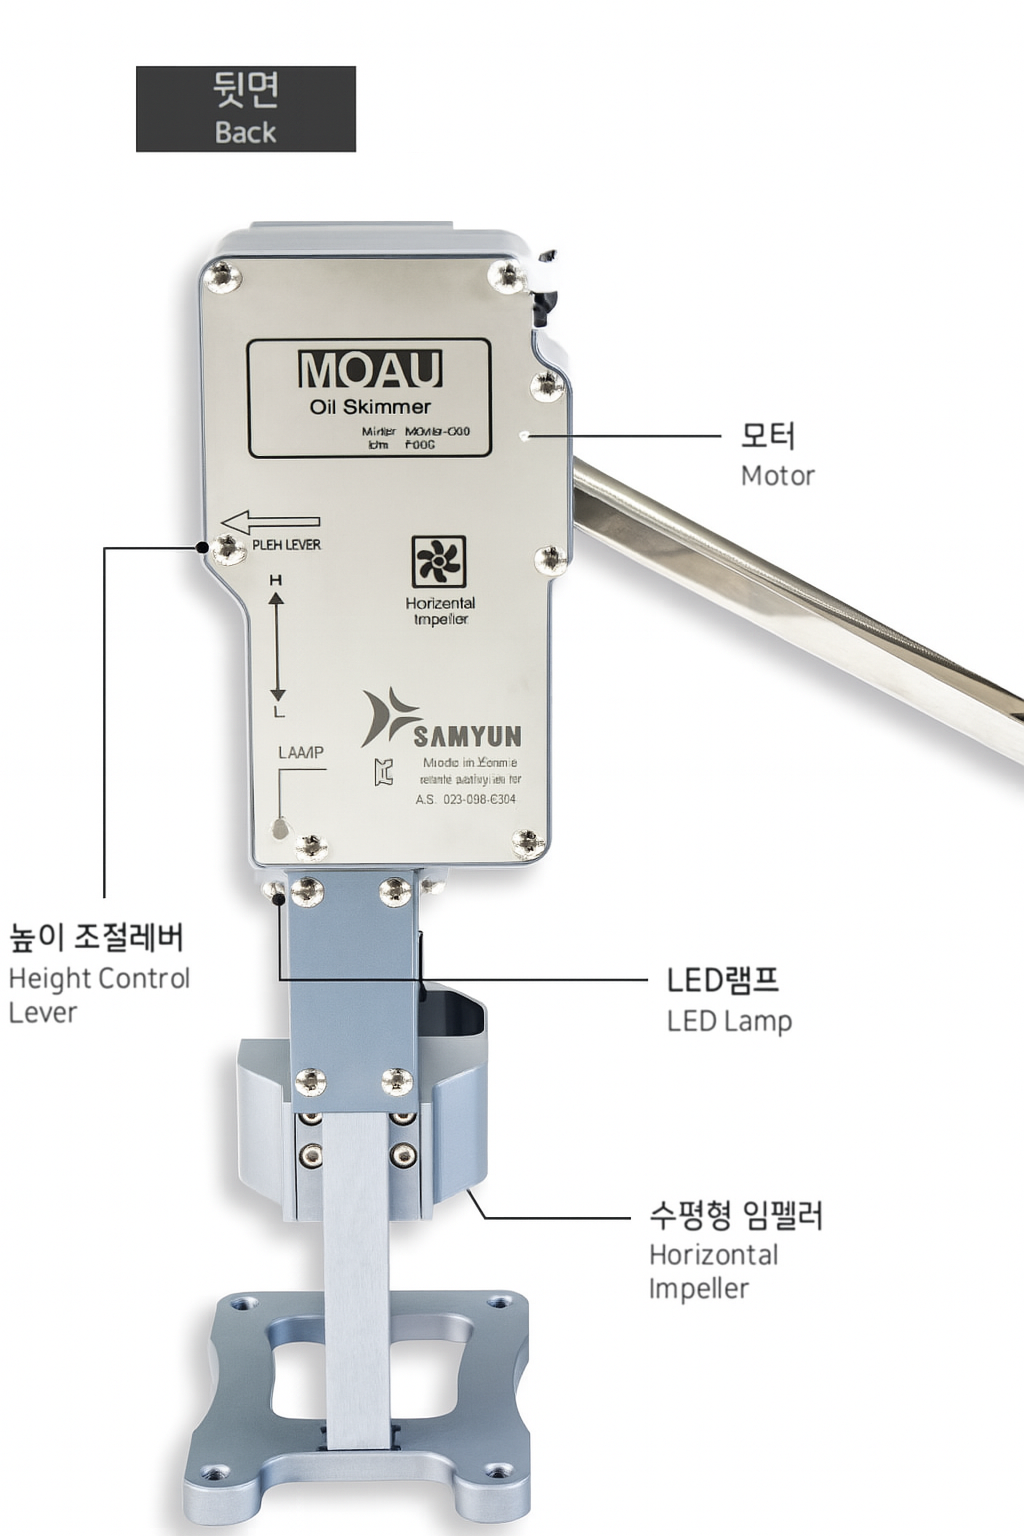 뒷면
Back
MOAU
Oil Skimmer
모터
Motor
PLEH LEVER
H
Horizental
Impeller
L
SAMYUN
LAMP
A.S. 023-098-6304
높이 조절레버
Height Control
Lever
LED램프
LED Lamp
수평형 임펠러
Horizontal
Impeller